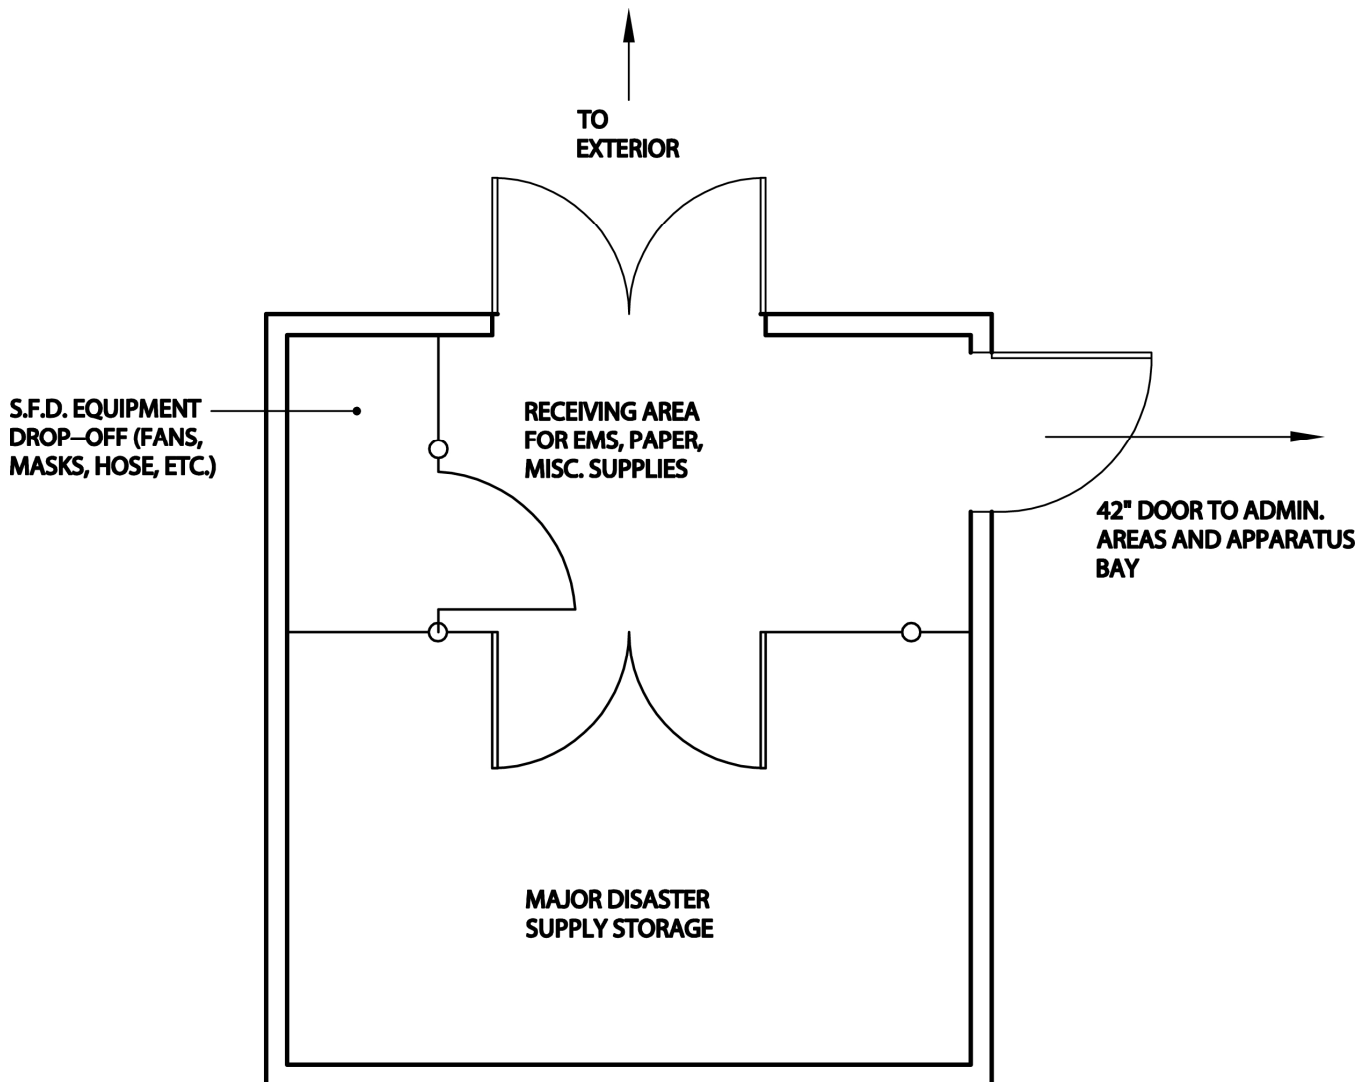 TO
EXTERIOR
S.F.D. EQUIPMENT
DROP–OFF (FANS,
MASKS, HOSE, ETC.)
RECEIVING AREA
FOR EMS, PAPER,
MISC. SUPPLIES
42" DOOR TO ADMIN.
AREAS AND APPARATUS
BAY
MAJOR DISASTER
SUPPLY STORAGE